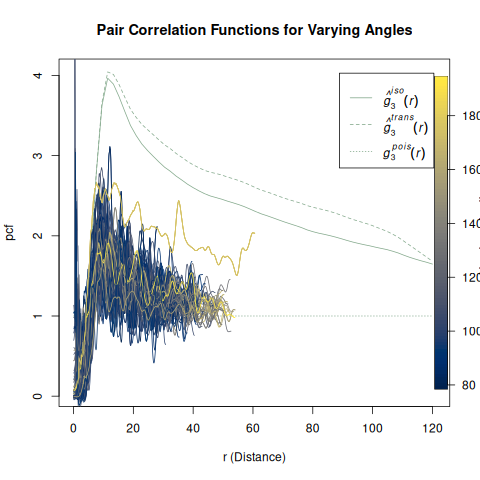 Pair Correlation Functions for Varying Angles
pcf
4
3
2
1
0
ĝ₃^iso(r)
ĝ₃^trans(r)
g₃^pois(r)
180
160
140
120
100
80
0 20 40 60 80 100 120
r (Distance)